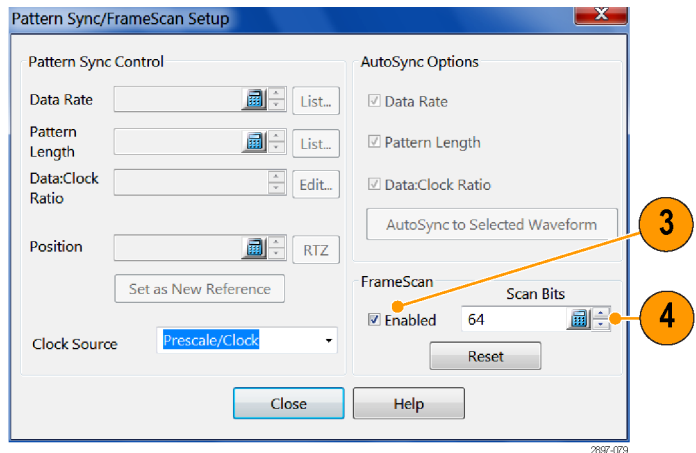 Pattern Sync/FrameScan Setup
X
Pattern Sync Control
Data Rate
List...
Pattern
Length
List...
Data:Clock
Ratio
Edit...
Position
RTZ
Set as New Reference
Clock Source
Prescale/Clock
AutoSync Options
Data Rate
Pattern Length
Data:Clock Ratio
AutoSync to Selected Waveform
3
FrameScan
Scan Bits
Enabled
64
4
Reset
Close
Help
2897-079